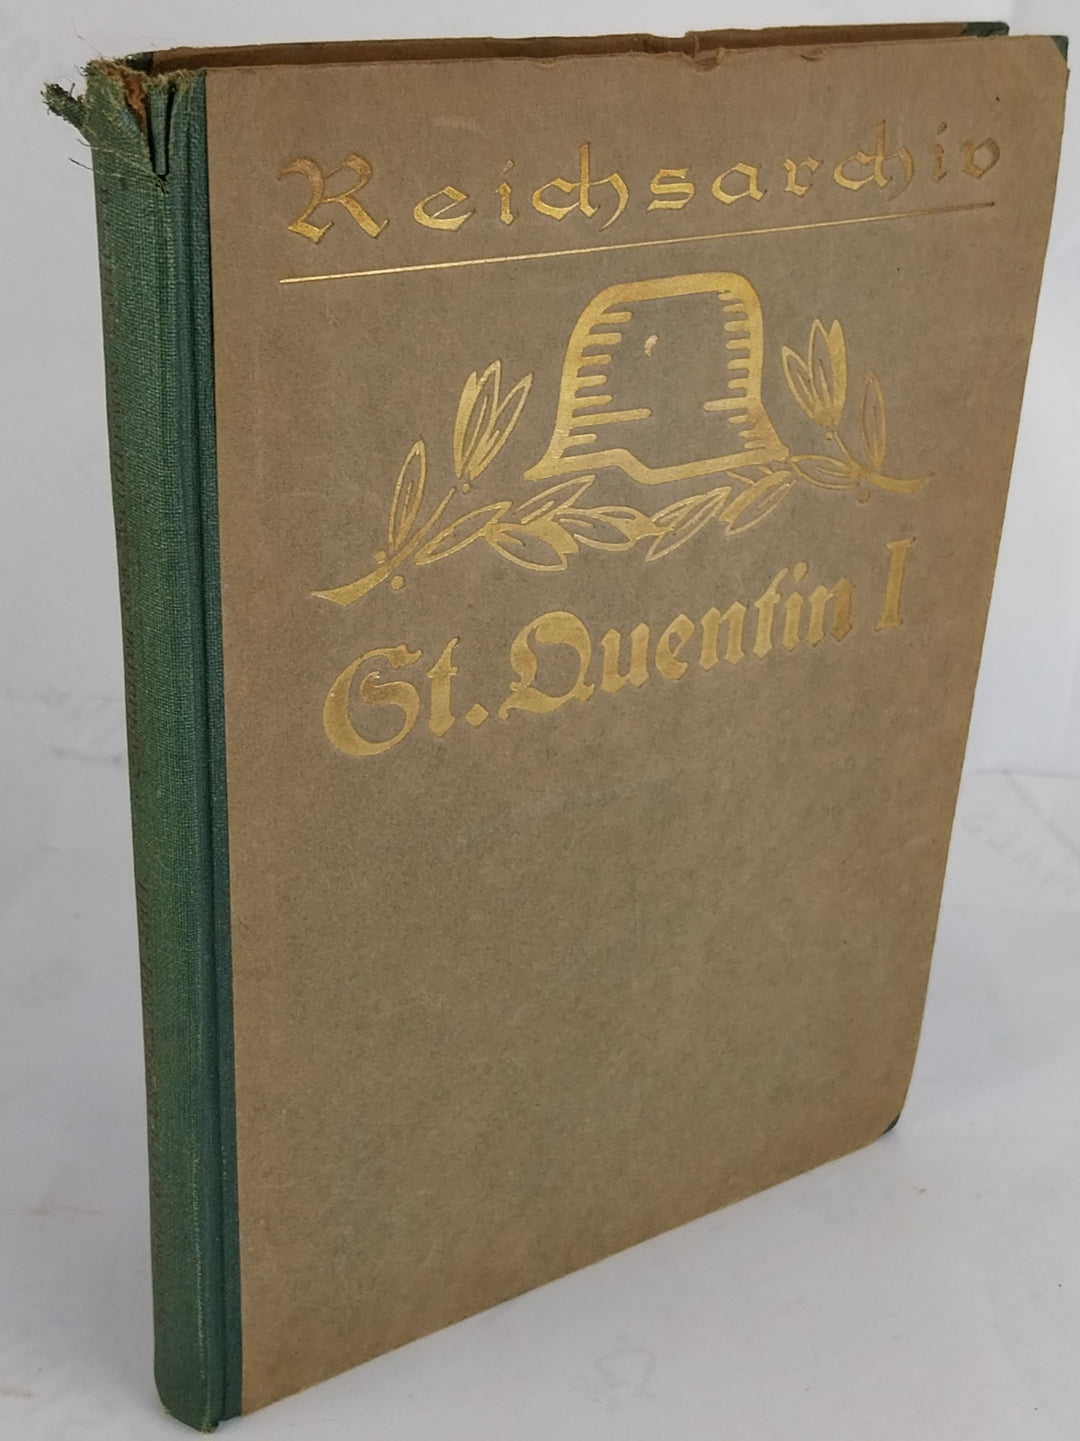 Reichsarchiv
St. Quentin I